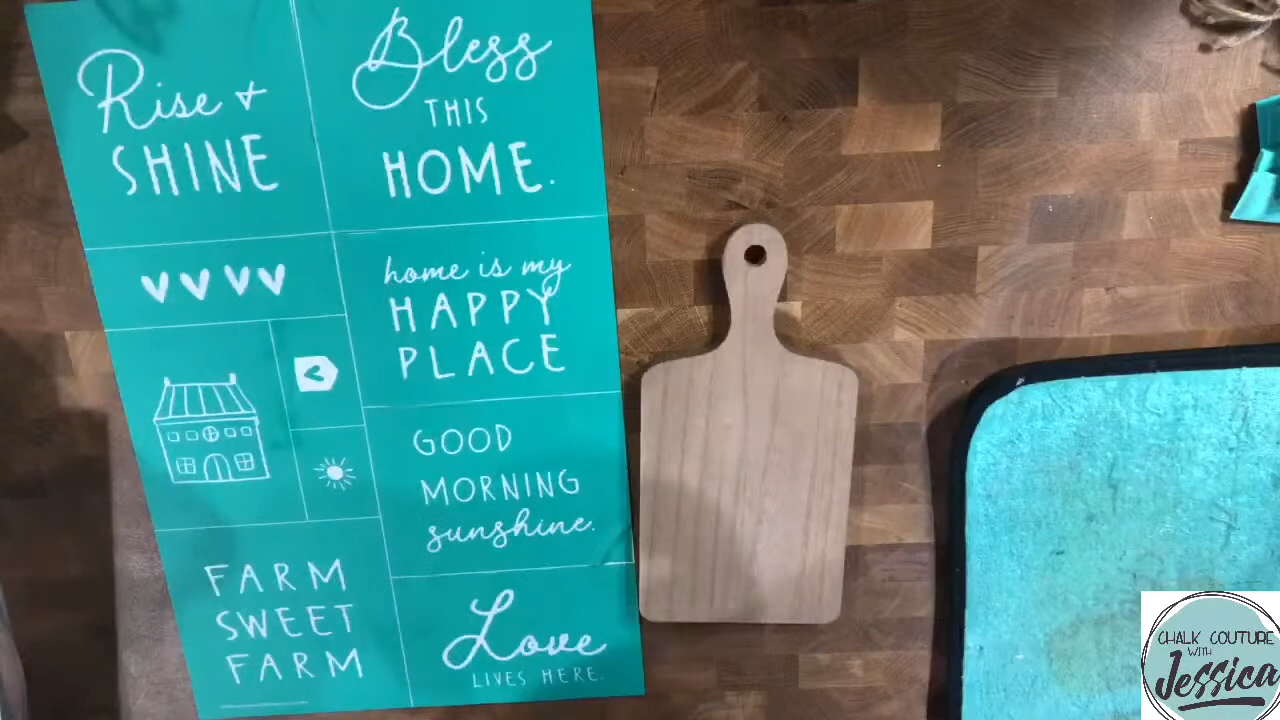 Rise +
SHINE
Bless
THIS
HOME.
home is my
HAPPY
PLACE
GOOD
MORNING
sunshine.
FARM
SWEET
FARM
Love
LIVES HERE.
CHALK COUTURE
WITH
Jessica